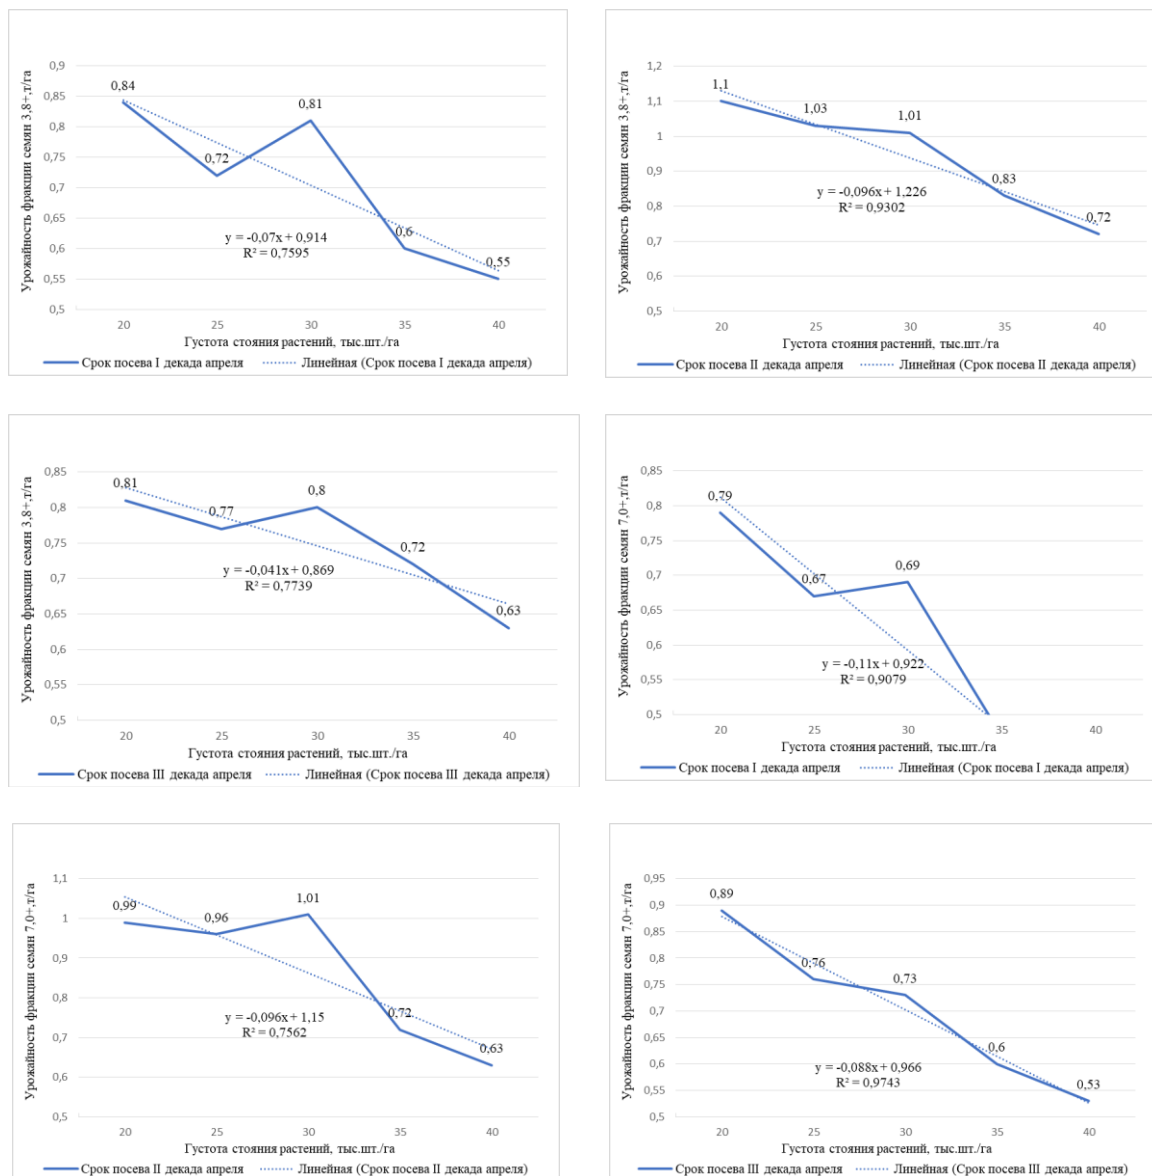 Урожайность фракции семян 3,8+,т/га
0,9
0,85
0,8
0,75
0,7
0,65
0,6
0,55
0,5
0,84
0,72
0,81
0,6
0,55
y = -0,07x + 0,914
R² = 0,7595
20 25 30 35 40
Густота стояния растений, тыс.шт./га
Срок посева I декада апреля Линейная (Срок посева I декада апреля)
Урожайность фракции семян 3,8+,т/га
1,2
1,1
1
0,9
0,8
0,7
0,6
0,5
1,1
1,03
1,01
0,83
0,72
y = -0,096x + 1,226
R² = 0,9302
20 25 30 35 40
Густота стояния растений, тыс.шт./га
Срок посева II декада апреля Линейная (Срок посева II декада апреля)
Урожайность фракции семян 3,8+,т/га
0,85
0,8
0,75
0,7
0,65
0,6
0,55
0,5
0,81
0,77
0,8
0,72
0,63
y = -0,041x + 0,869
R² = 0,7739
20 25 30 35 40
Густота стояния растений, тыс.шт./га
Срок посева III декада апреля Линейная (Срок посева III декада апреля)
Урожайность фракции семян 7,0+,т/га
0,85
0,8
0,75
0,7
0,65
0,6
0,55
0,5
0,79
0,67
0,69
y = -0,11x + 0,922
R² = 0,9079
20 25 30 35 40
Густота стояния растений, тыс.шт./га
Срок посева I декада апреля Линейная (Срок посева I декада апреля)
Урожайность фракции семян 7,0+,т/га
1,1
1
0,9
0,8
0,7
0,6
0,5
0,99
0,96
1,01
0,72
0,63
y = -0,096x + 1,15
R² = 0,7562
20 25 30 35 40
Густота стояния растений, тыс.шт./га
Срок посева II декада апреля Линейная (Срок посева II декада апреля)
Урожайность фракции семян 7,0+,т/га
0,95
0,9
0,85
0,8
0,75
0,7
0,65
0,6
0,55
0,5
0,89
0,76
0,73
0,6
0,53
y = -0,088x + 0,966
R² = 0,9743
20 25 30 35 40
Густота стояния растений, тыс.шт./га
Срок посева III декада апреля Линейная (Срок посева III декада апреля)